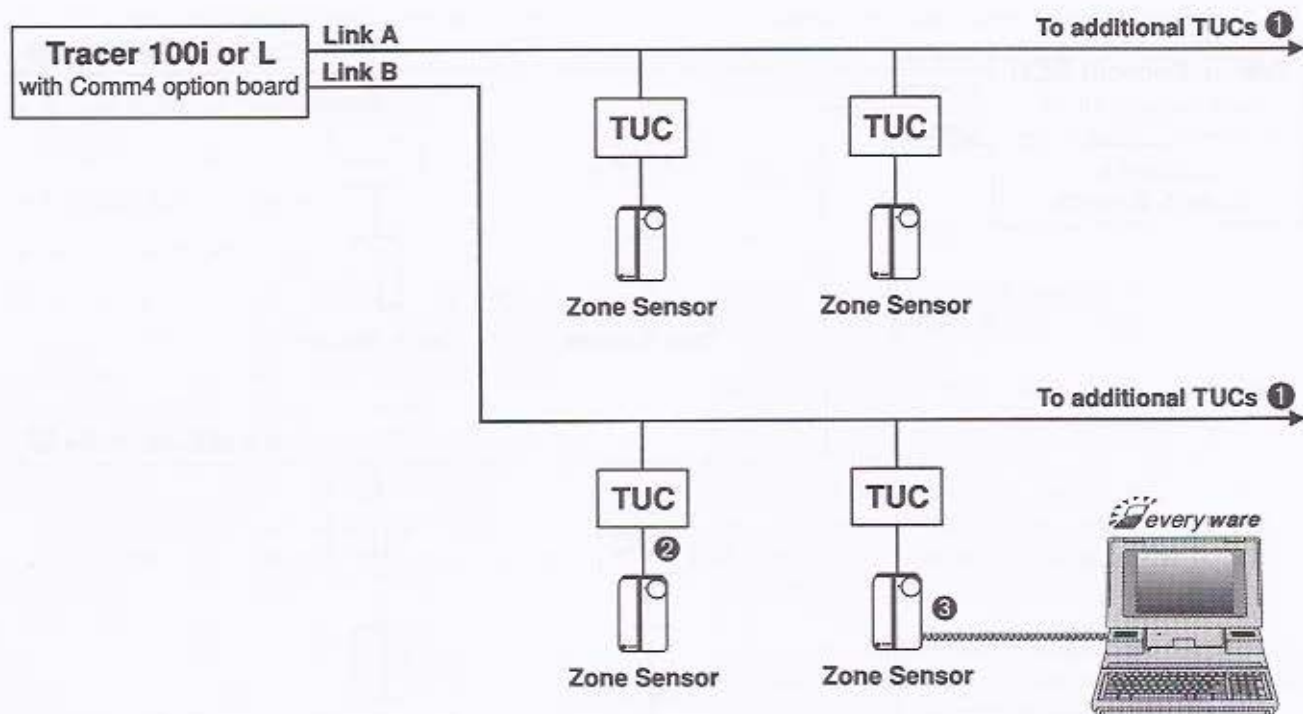 Tracer 100i or L
with Comm4 option board
Link A
Link B
To additional TUCs ❶
TUC
TUC
Zone Sensor
Zone Sensor
To additional TUCs ❶
TUC
TUC
❷
❸
everyware
Zone Sensor
Zone Sensor